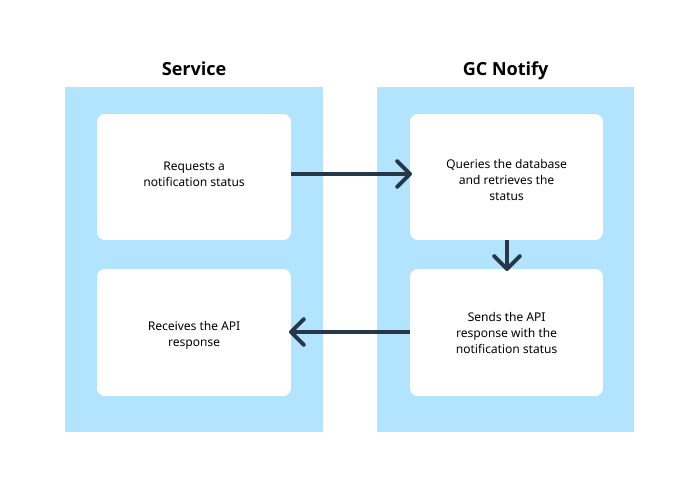 Service
GC Notify
Requests a
notification status
Queries the database
and retrieves the
status
Receives the API
response
Sends the API
response with the
notification status